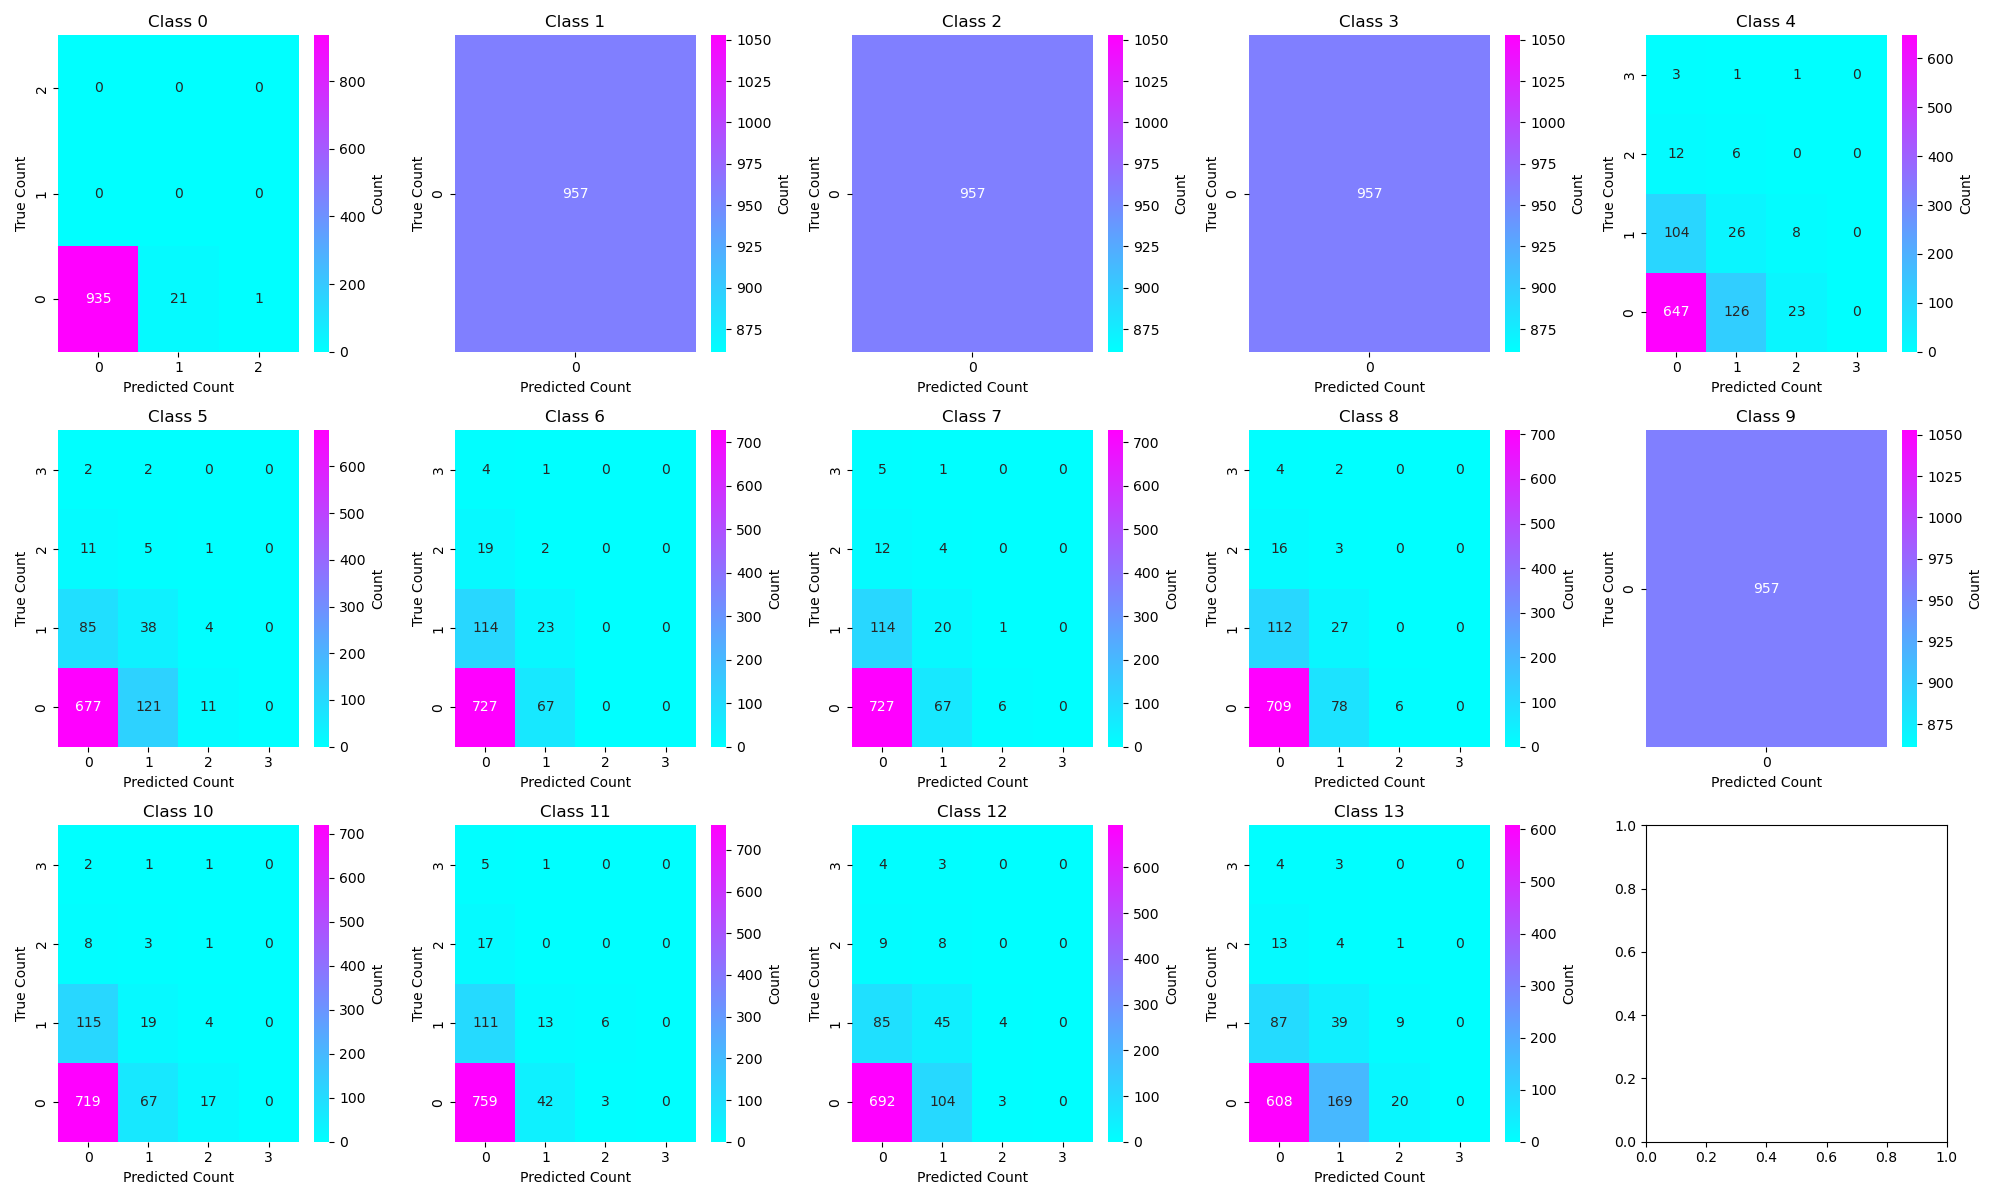 Class 0
2 0 0 0 800
1 0 0 0 600
0 935 21 1 400
200
0
0 1 2
True Count
Predicted Count
Count
Class 1
0 957
1050
1025
1000
975
950
925
900
875
0
True Count
Predicted Count
Count
Class 2
0 957
1050
1025
1000
975
950
925
900
875
0
True Count
Predicted Count
Count
Class 3
0 957
1050
1025
1000
975
950
925
900
875
0
True Count
Predicted Count
Count
Class 4
3 3 1 1 0
2 12 6 0 0
1 104 26 8 0
0 647 126 23 0
600
500
400
300
200
100
0
0 1 2 3
True Count
Predicted Count
Count
Class 5
3 2 2 0 0
2 11 5 1 0
1 85 38 4 0
0 677 121 11 0
600
500
400
300
200
100
0
0 1 2 3
True Count
Predicted Count
Count
Class 6
3 4 1 0 0
2 19 2 0 0
1 114 23 0 0
0 727 67 0 0
700
600
500
400
300
200
100
0
0 1 2 3
True Count
Predicted Count
Count
Class 7
3 5 1 0 0
2 12 4 0 0
1 114 20 1 0
0 727 67 6 0
700
600
500
400
300
200
100
0
0 1 2 3
True Count
Predicted Count
Count
Class 8
3 4 2 0 0
2 16 3 0 0
1 112 27 0 0
0 709 78 6 0
700
600
500
400
300
200
100
0
0 1 2 3
True Count
Predicted Count
Count
Class 9
0 957
1050
1025
1000
975
950
925
900
875
0
True Count
Predicted Count
Count
Class 10
3 2 1 1 0
2 8 3 1 0
1 115 19 4 0
0 719 67 17 0
700
600
500
400
300
200
100
0
0 1 2 3
True Count
Predicted Count
Count
Class 11
3 5 1 0 0
2 17 0 0 0
1 111 13 6 0
0 759 42 3 0
700
600
500
400
300
200
100
0
0 1 2 3
True Count
Predicted Count
Count
Class 12
3 4 3 0 0
2 9 8 0 0
1 85 45 4 0
0 692 104 3 0
600
500
400
300
200
100
0
0 1 2 3
True Count
Predicted Count
Count
Class 13
3 4 3 0 0
2 13 4 1 0
1 87 39 9 0
0 608 169 20 0
600
500
400
300
200
100
0
0 1 2 3
True Count
Predicted Count
Count
1.0
0.8
0.6
0.4
0.2
0.0
0.0 0.2 0.4 0.6 0.8 1.0